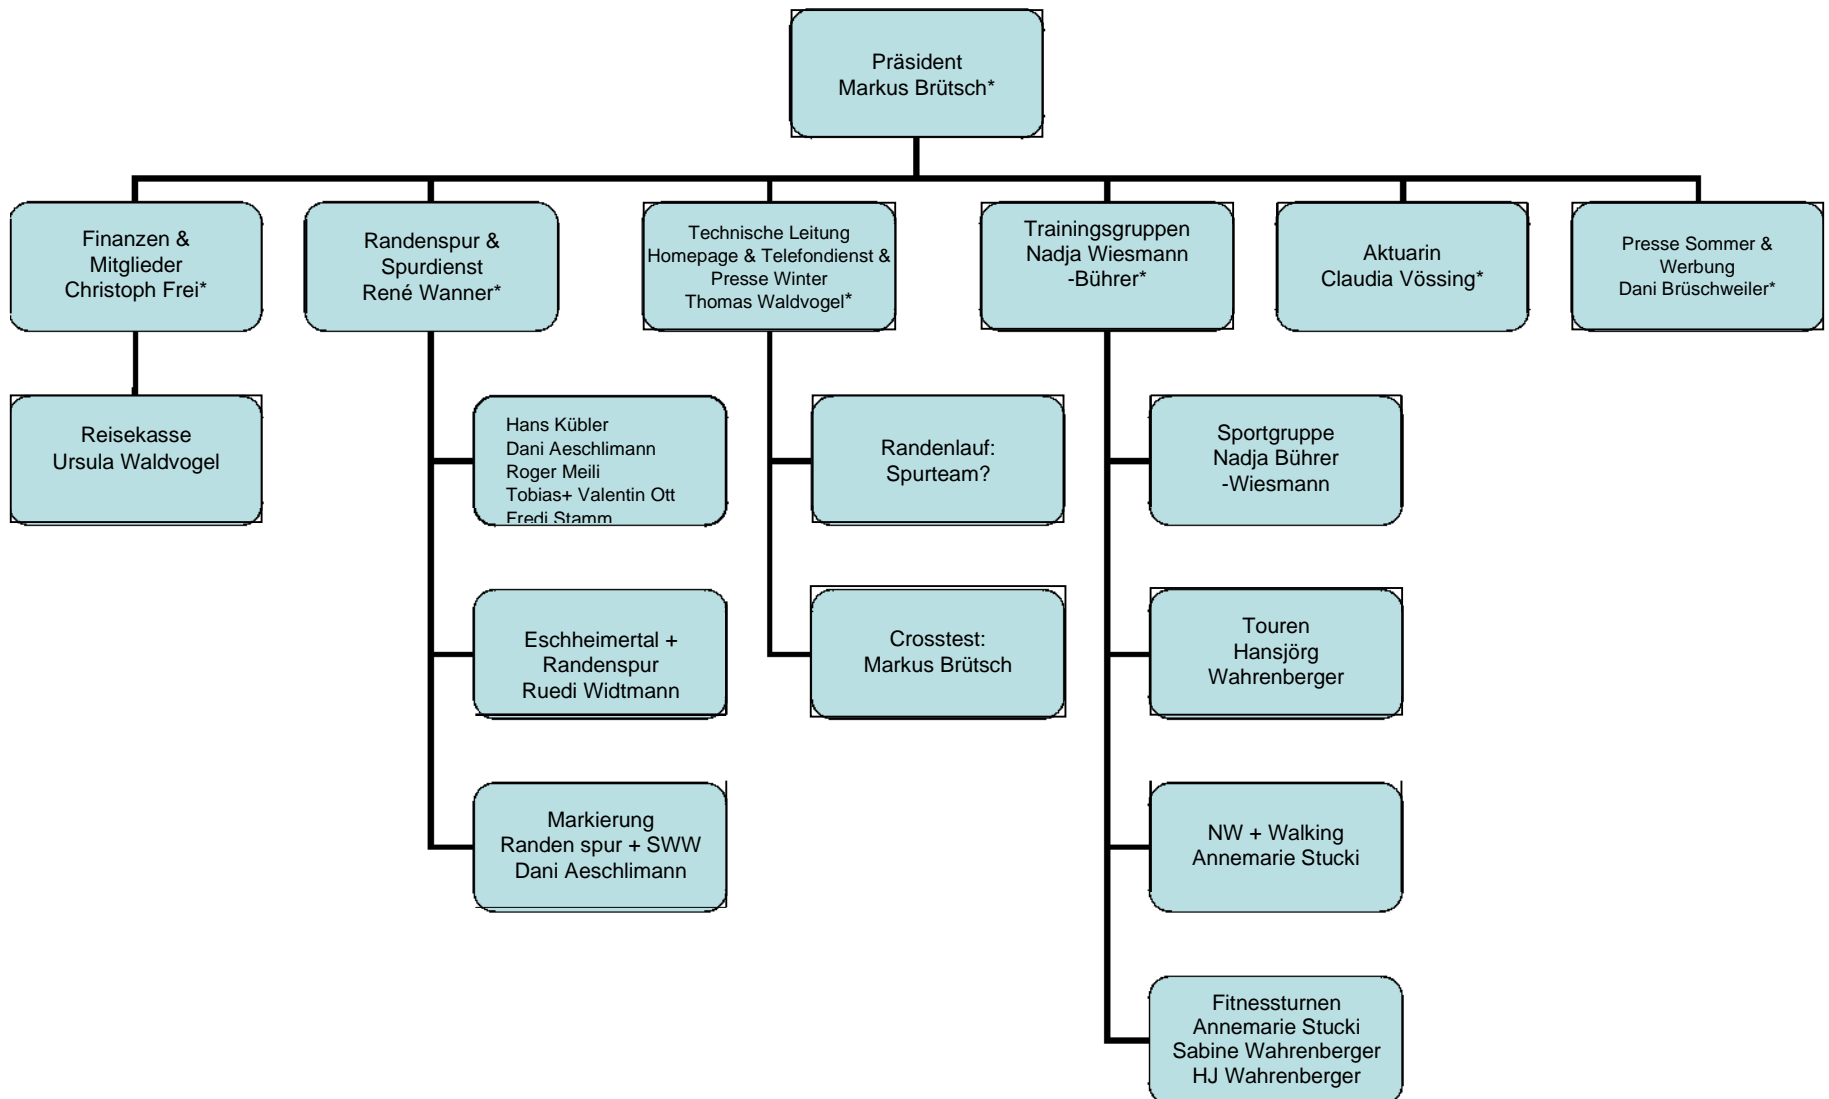 Präsident
Markus Brütsch*
Finanzen &
Mitglieder
Christoph Frei*
Randenspur &
Spurdienst
René Wanner*
Technische Leitung
Homepage & Telefondienst &
Presse Winter
Thomas Waldvogel*
Trainingsgruppen
Nadja Wiesmann
-Bührer*
Aktuarin
Claudia Vössing*
Presse Sommer &
Werbung
Dani Brüschweiler*
Reisekasse
Ursula Waldvogel
Hans Kübler
Dani Aeschlimann
Roger Meili
Tobias+ Valentin Ott
Fredi Stamm
Randenlauf:
Spurteam?
Sportgruppe
Nadja Bührer
-Wiesmann
Eschheimertal +
Randenspur
Ruedi Widtmann
Crosstest:
Markus Brütsch
Touren
Hansjörg
Wahrenberger
Markierung
Randen spur + SWW
Dani Aeschlimann
NW + Walking
Annemarie Stucki
Fitnessturnen
Annemarie Stucki
Sabine Wahrenberger
HJ Wahrenberger